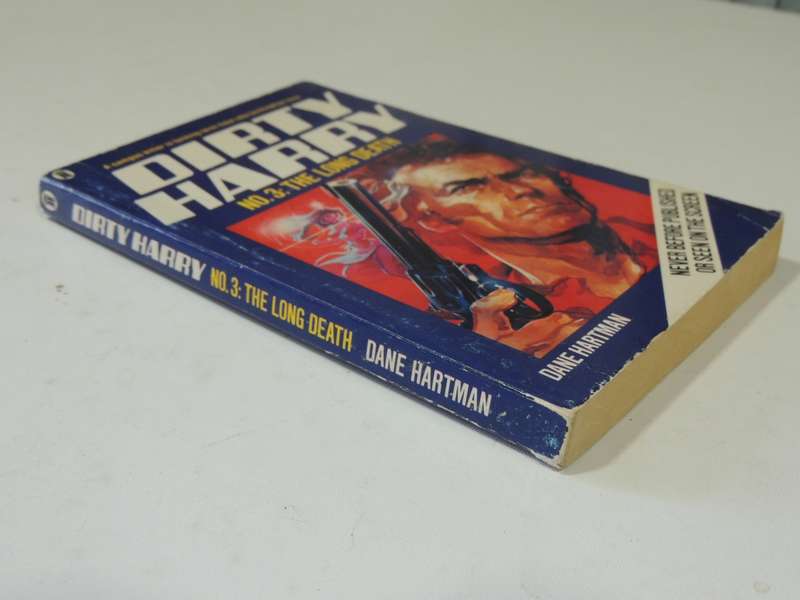 DIRTY
HARRY
NO. 3: THE LONG DEATH
NEVER BEFORE PUBLISHED
OR SEEN ON THE SCREEN
DANE HARTMAN
DIRTY HARRY NO. 3: THE LONG DEATH DANE HARTMAN